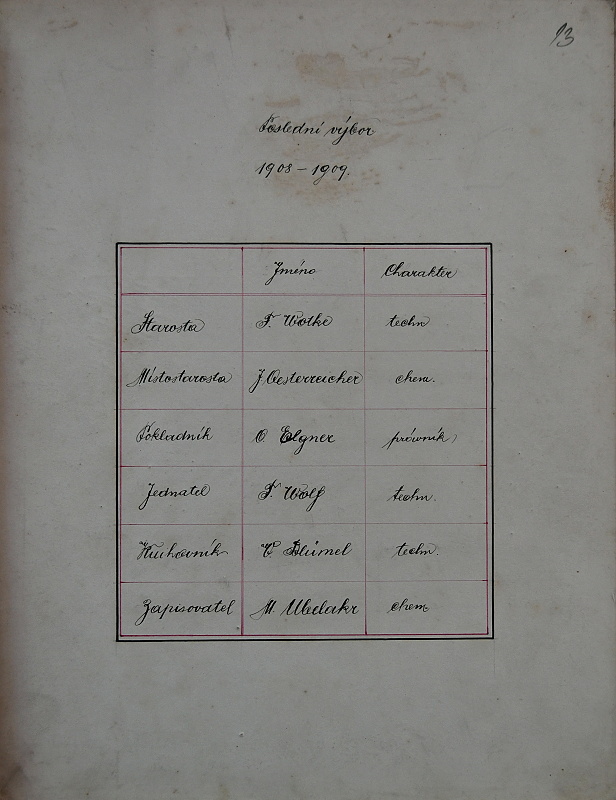 13
Poslední výbor
1908 – 1909.
Jméno Charakter
Starosta F. Wotke techn
Místostarosta J. Oesterreicher chem.
Pokladník O. Elgner právník
Jednatel F. Wolf techn.
Knihovník Blümel techn.
Zapisovatel M. chem